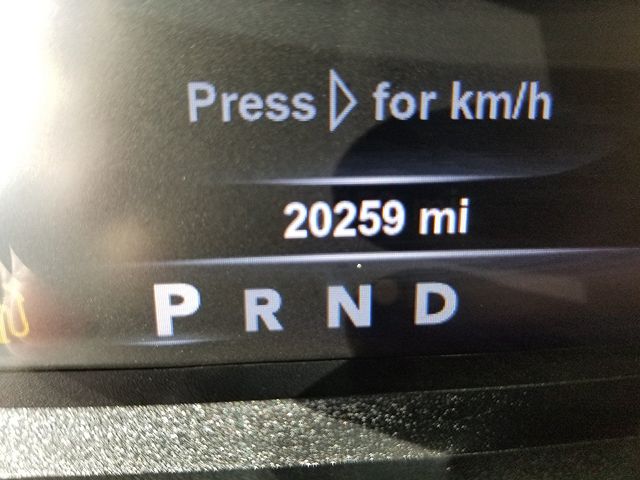 Press ▷ for km/h
20259 mi
P R N D